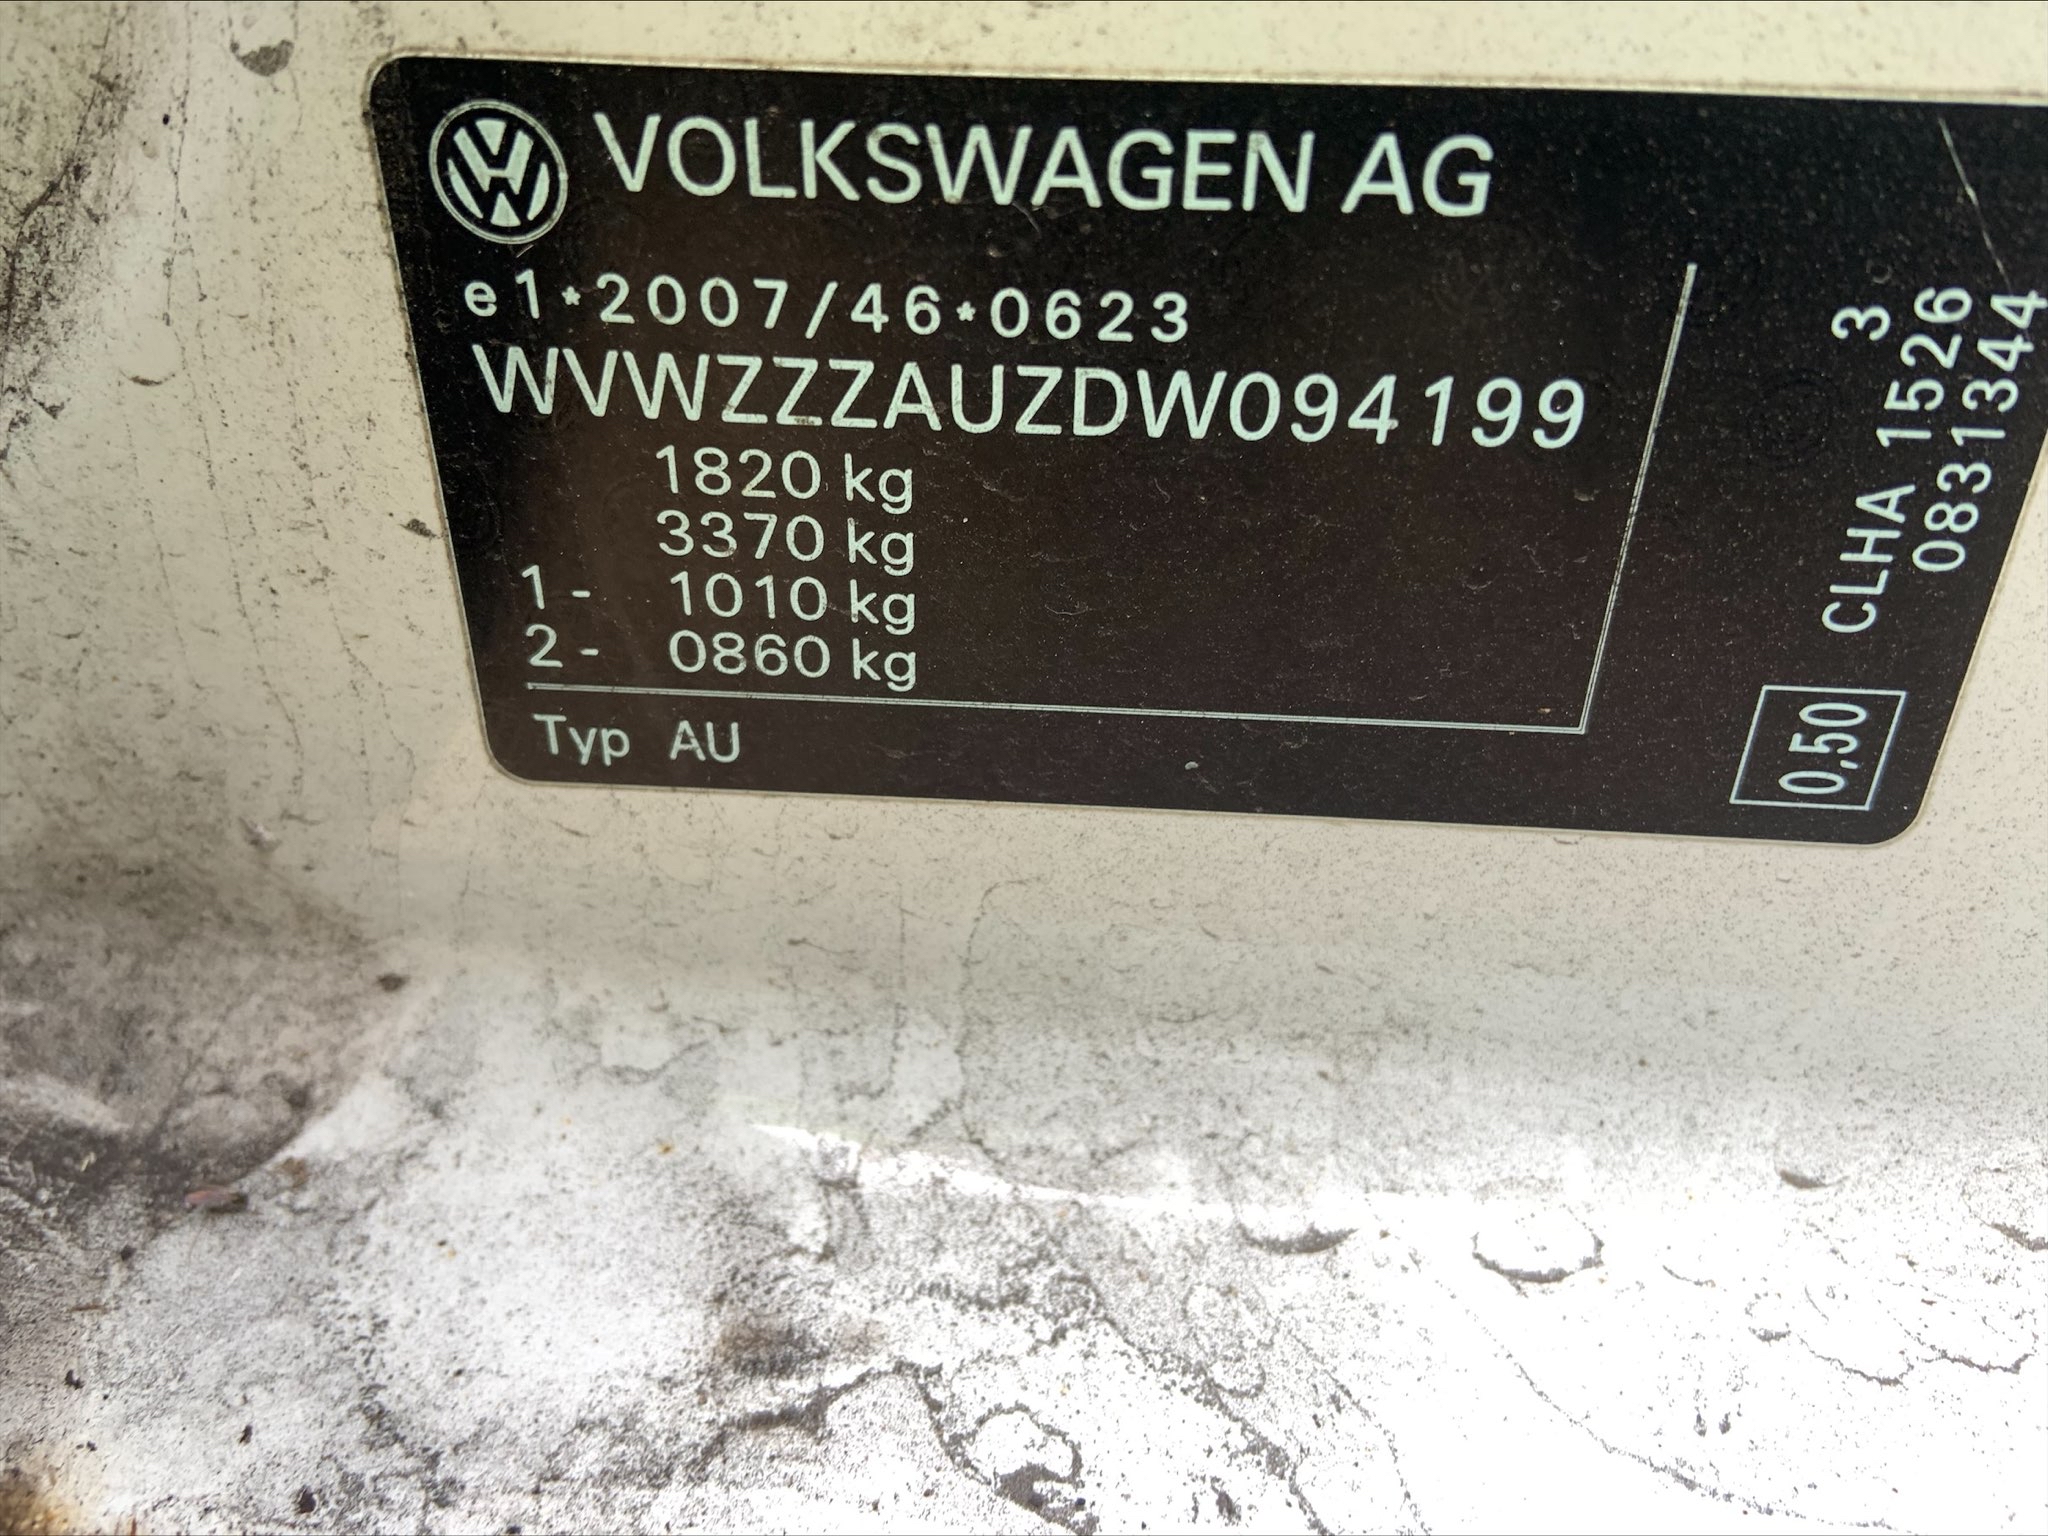 VOLKSWAGEN AG
e1*2007/46*0623
WVWZZZAUZDW094199
1820 kg
3370 kg
1- 1010 kg
2- 0860 kg
Typ AU
3
CLHA 1526
0831344
0,50